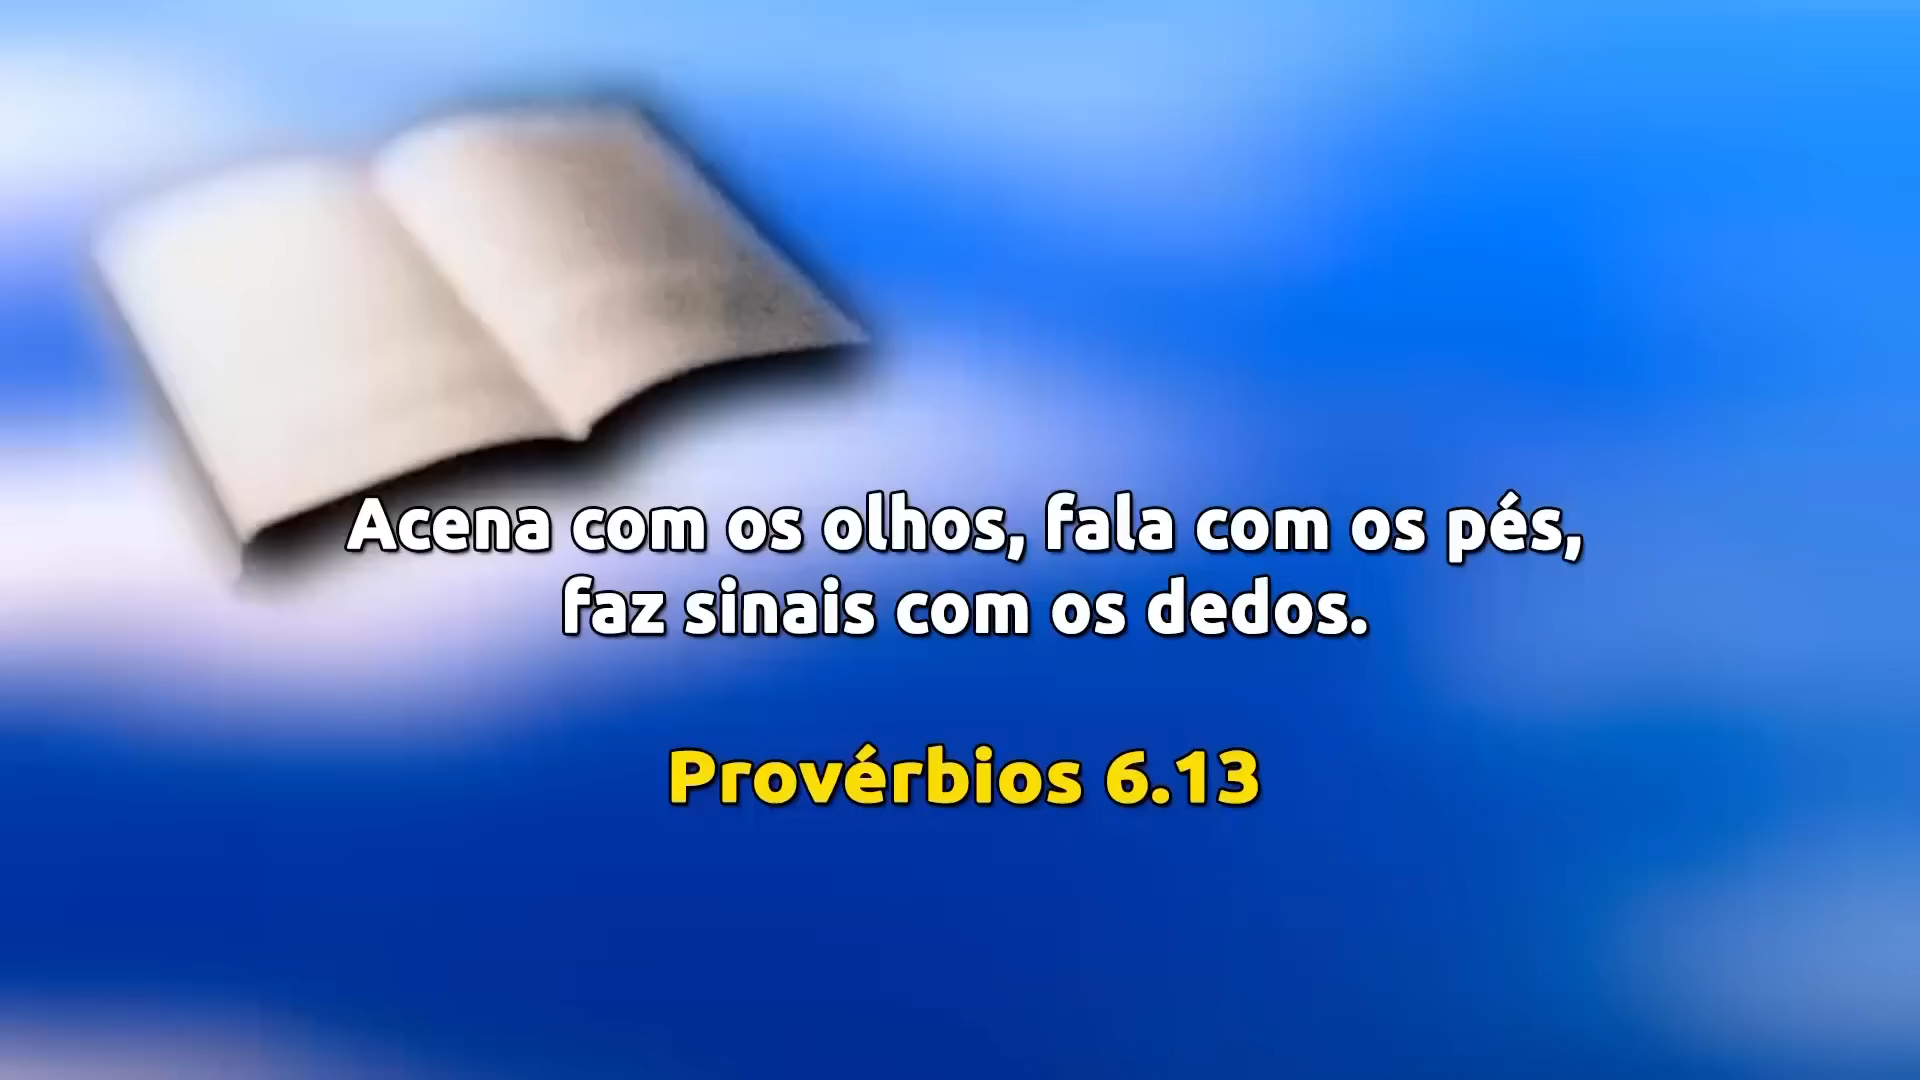 Acena com os olhos, fala com os pés,
faz sinais com os dedos.
Provérbios 6.13